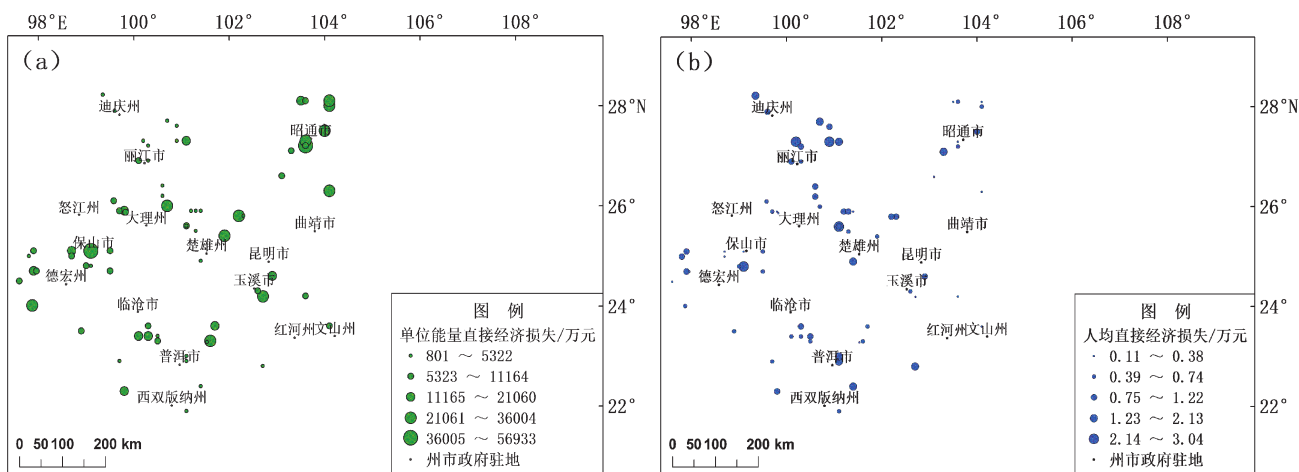 98°E 100° 102° 104° 106° 108°
(a)
28°N
26°
24°
22°
迪庆州
昭通市
丽江市
怒江州
大理州
曲靖市
保山市
楚雄州
昆明市
德宏州
玉溪市
临沧市
红河州
文山州
普洱市
西双版纳州
图 例
单位能量直接经济损失/万元
801 ~ 5322
5323 ~ 11164
11165 ~ 21060
21061 ~ 36004
36005 ~ 56933
州市政府驻地
0 50 100 200 km
98°E 100° 102° 104° 106° 108°
(b)
28°N
26°
24°
22°
迪庆州
昭通市
丽江市
怒江州
大理州
曲靖市
保山市
楚雄州
昆明市
德宏州
玉溪市
临沧市
红河州
文山州
普洱市
西双版纳州
图 例
人均直接经济损失/万元
0.11 ~ 0.38
0.39 ~ 0.74
0.75 ~ 1.22
1.23 ~ 2.13
2.14 ~ 3.04
州市政府驻地
0 50 100 200 km